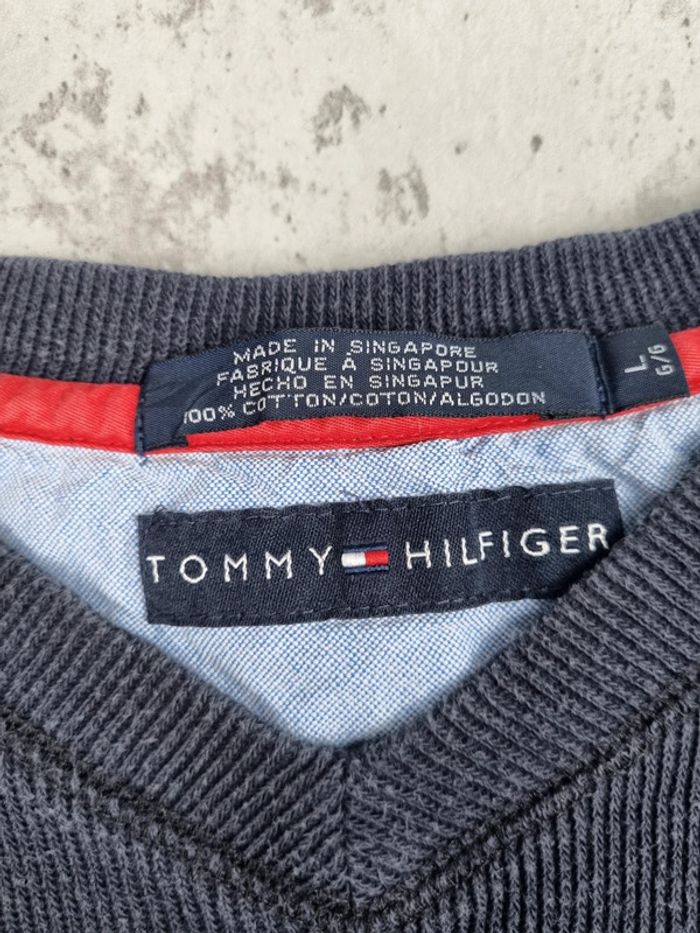 MADE IN SINGAPORE
FABRIQUE À SINGAPOUR
HECHO EN SINGAPUR
100% COTTON/COTON/ALGODON
L
G/G
TOMMY HILFIGER